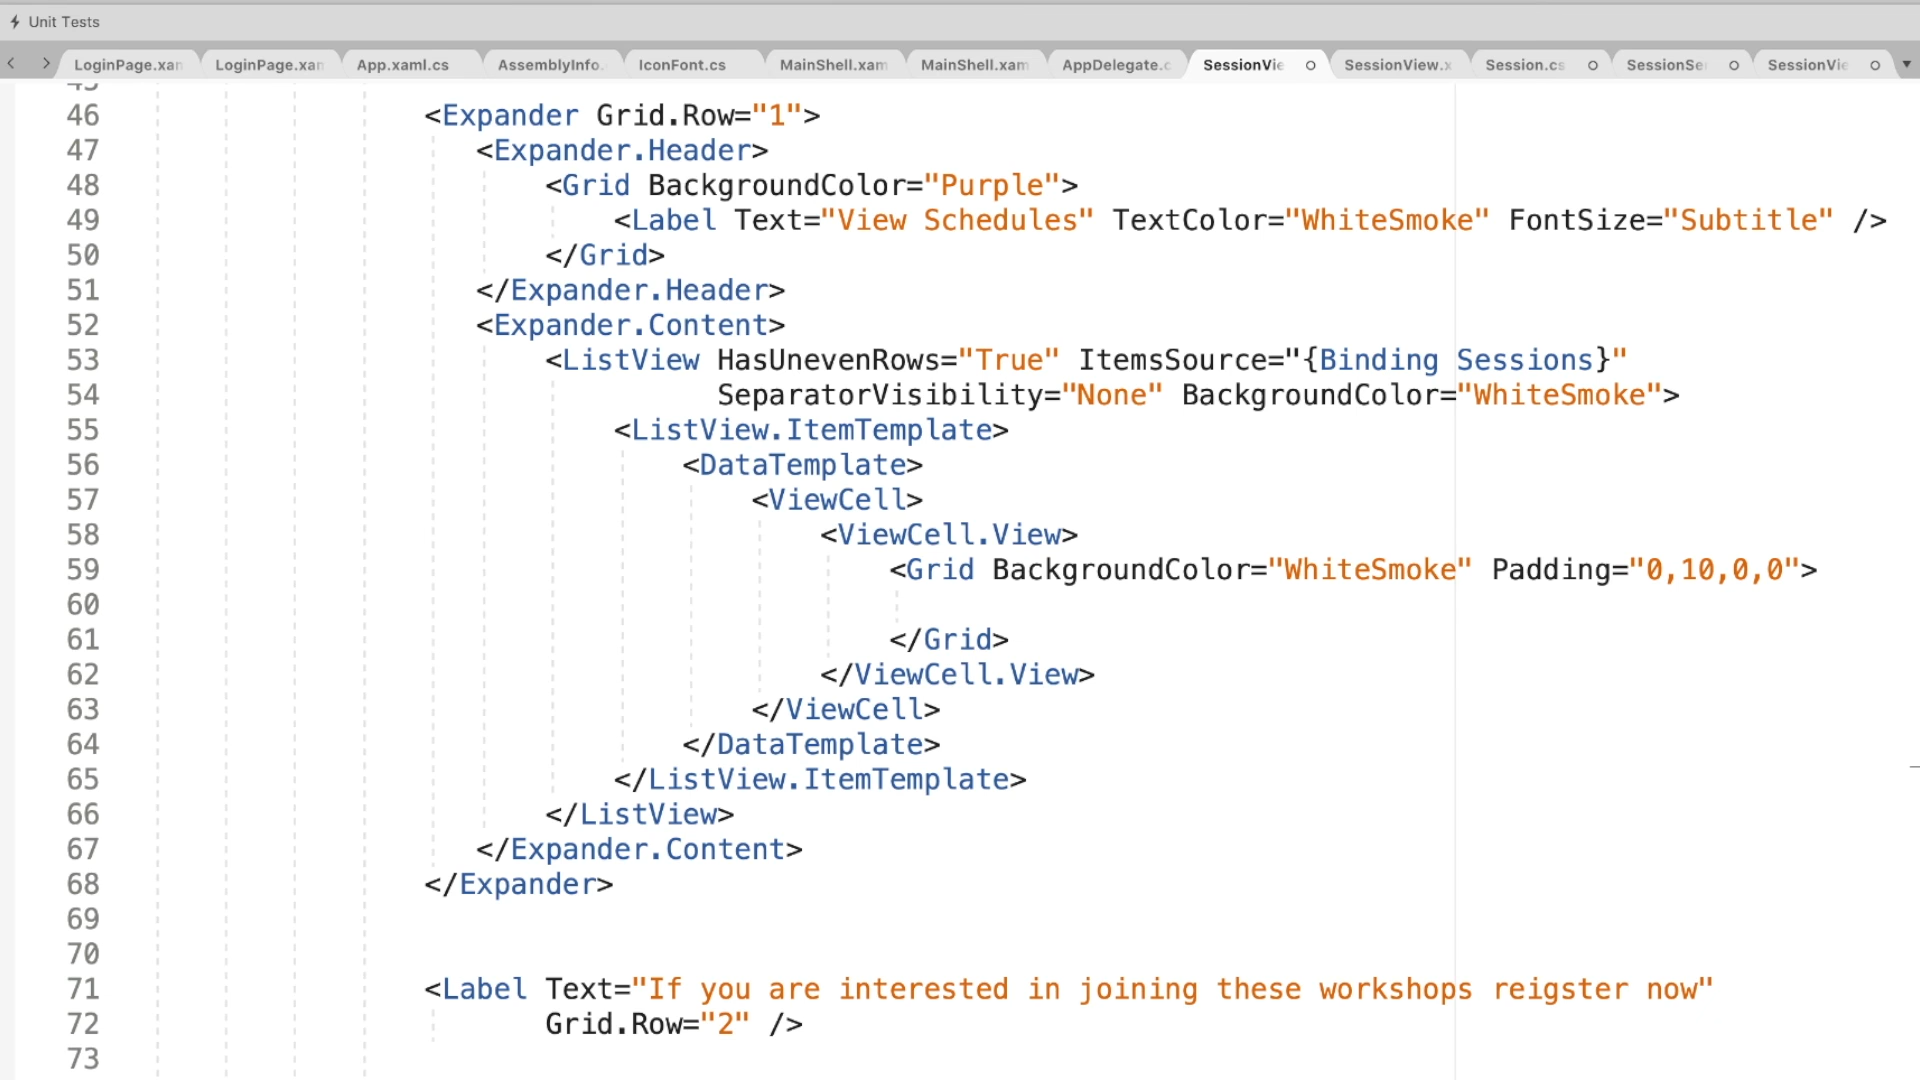 Unit Tests
LoginPage.xan LoginPage.xan App.xaml.cs AssemblyInfo. IconFont.cs MainShell.xam MainShell.xam AppDelegate.c SessionVie SessionView.x Session.cs SessionSe SessionVie
46 <Expander Grid.Row="1">
47 <Expander.Header>
48 <Grid BackgroundColor="Purple">
49 <Label Text="View Schedules" TextColor="WhiteSmoke" FontSize="Subtitle" />
50 </Grid>
51 </Expander.Header>
52 <Expander.Content>
53 <ListView HasUnevenRows="True" ItemsSource="{Binding Sessions}"
54 SeparatorVisibility="None" BackgroundColor="WhiteSmoke">
55 <ListView.ItemTemplate>
56 <DataTemplate>
57 <ViewCell>
58 <ViewCell.View>
59 <Grid BackgroundColor="WhiteSmoke" Padding="0,10,0,0">
60
61 </Grid>
62 </ViewCell.View>
63 </ViewCell>
64 </DataTemplate>
65 </ListView.ItemTemplate>
66 </ListView>
67 </Expander.Content>
68 </Expander>
69
70
71 <Label Text="If you are interested in joining these workshops reigster now"
72 Grid.Row="2" />
73